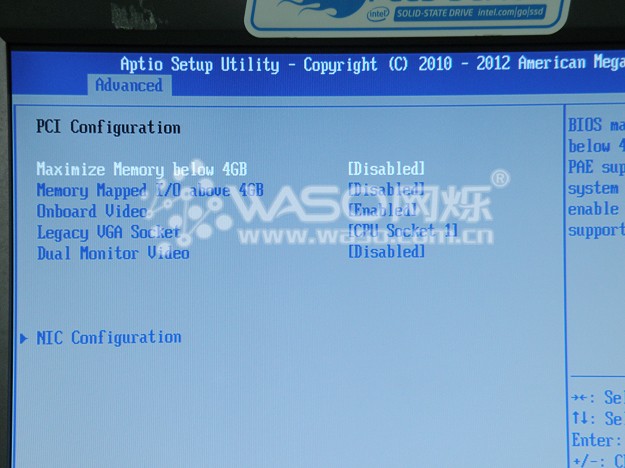 SOLID-STATE DRIVE intel.com/go/ssd
Aptio Setup Utility - Copyright (C) 2010 - 2012 American Mega
Advanced
PCI Configuration
Maximize Memory below 4GB [Disabled]
Memory Mapped I/O above 4GB [Disabled]
Onboard Video [Enabled]
Legacy VGA Socket [CPU Socket 1]
Dual Monitor Video [Disabled]
NIC Configuration
BIOS ma
below 4
PAE sup
system
enable
support
→←: Sel
↑↓: Se
Enter:
+/-: C
WASO网烁®
www.waso.com.cn
intel